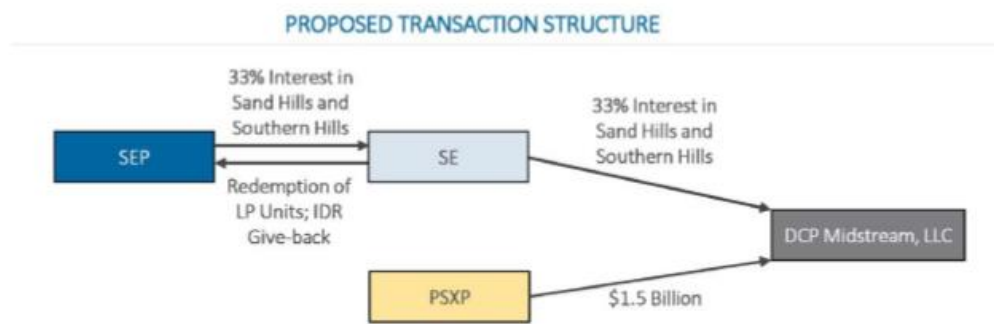 PROPOSED TRANSACTION STRUCTURE
33% Interest in
Sand Hills and
Southern Hills
33% Interest in
Sand Hills and
Southern Hills
SEP
SE
Redemption of
LP Units; IDR
Give-back
DCP Midstream, LLC
PSXP
$1.5 Billion